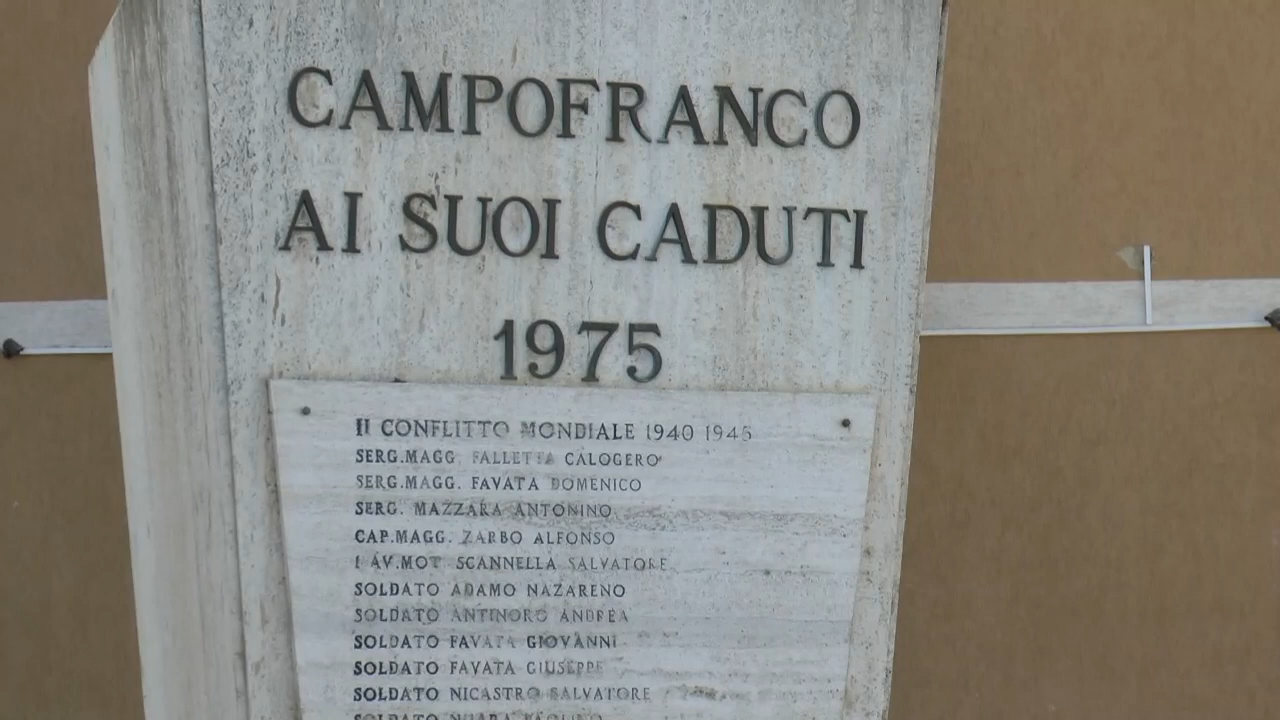 CAMPOFRANCO
AI SUOI CADUTI
1975
II CONFLITTO MONDIALE 1940 1945
SERG.MAGG. FALLETTA CALOGERO
SERG.MAGG. FAVATA DOMENICO
SERG. MAZZARA ANTONINO
CAP.MAGG. ZARBO ALFONSO
1 AV.MOT SCANNELLA SALVATORE
SOLDATO ADAMO NAZARENO
SOLDATO ANTINORO ANDREA
SOLDATO FAVATA GIOVANNI
SOLDATO FAVATA GIUSEPPE
SOLDATO NICASTRO SALVATORE
SOLDATO